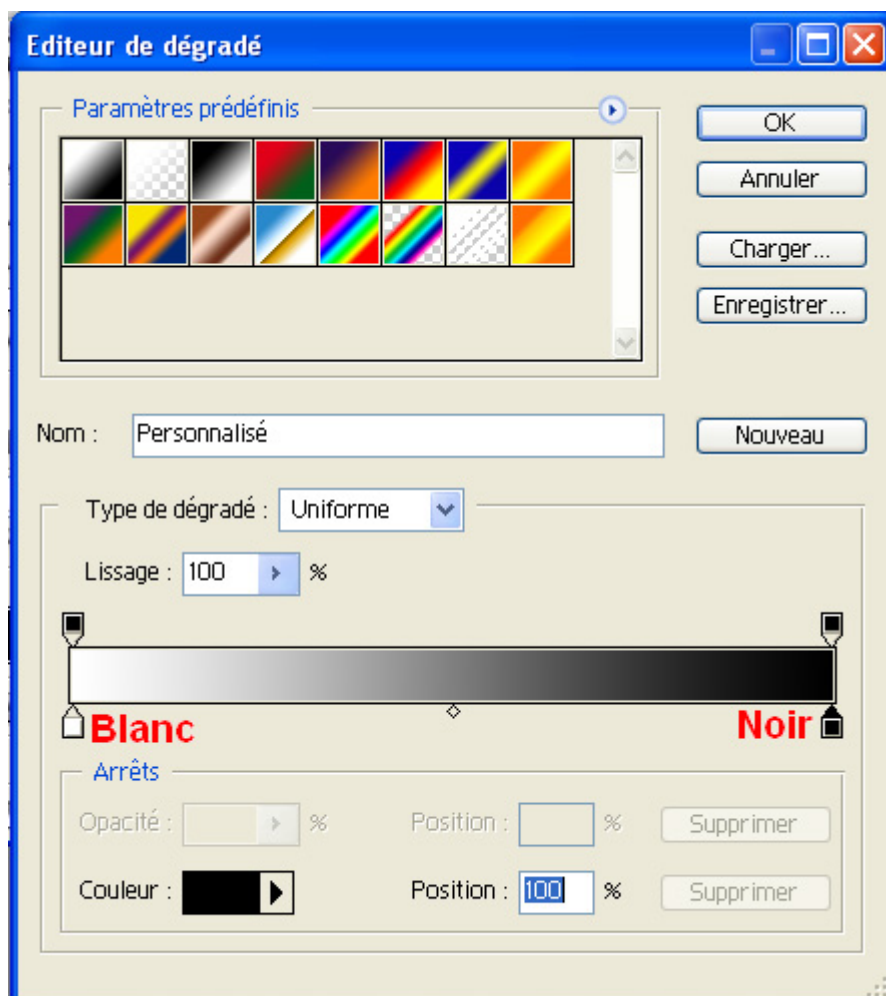 Editeur de dégradé
Paramètres prédéfinis
OK
Annuler
Charger...
Enregistrer...
Nom : Personnalisé
Nouveau
Type de dégradé : Uniforme
Lissage : 100 %
Blanc
Noir
Arrêts
Opacité : % Position : % Supprimer
Couleur : Position : 100 % Supprimer